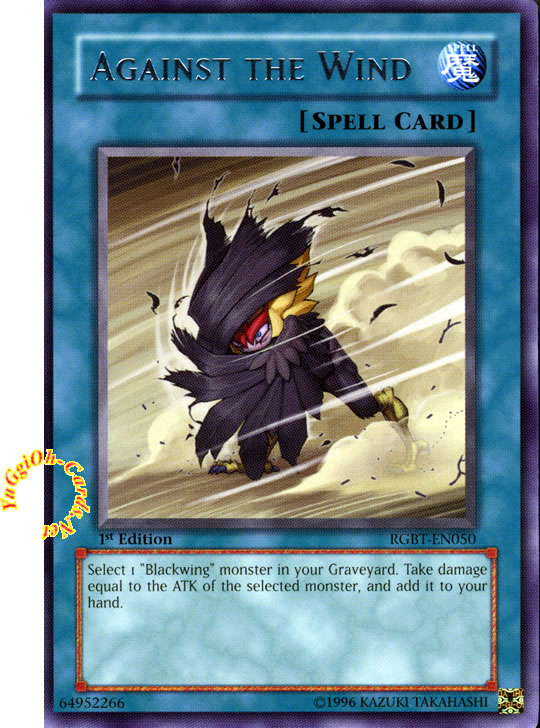 AGAINST THE WIND
SPELL
魔
[SPELL CARD]
YuGgiOh-Cards.Net
1st Edition
RGBT-EN050
Select 1 "Blackwing" monster in your Graveyard. Take damage
equal to the ATK of the selected monster, and add it to your
hand.
64952266
©1996 KAZUKI TAKAHASHI